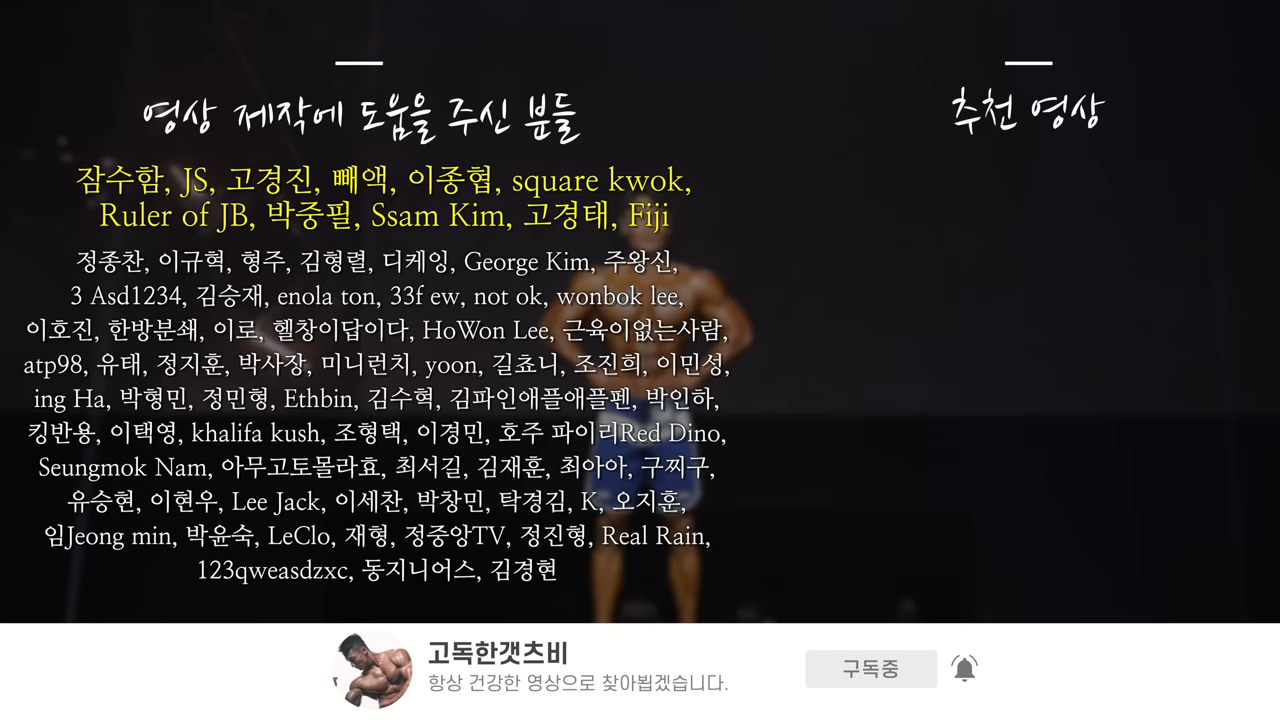 영상 제작에 도움을 주신 분들
잠수함, JS, 고경진, 빼액, 이종협, square kwok,
Ruler of JB, 박중필, Ssam Kim, 고경태, Fiji
정종찬, 이규혁, 형주, 김형렬, 디케잉, George Kim, 주왕신,
3 Asd1234, 김승재, enola ton, 33f ew, not ok, wonbok lee,
이호진, 한방분쇄, 이로, 헬창이답이다, HoWon Lee, 근육이없는사람,
atp98, 유태, 정지훈, 박사장, 미니런치, yoon, 길쵸니, 조진희, 이민성,
ing Ha, 박형민, 정민형, Ethbin, 김수혁, 김파인애플애플펜, 박인하,
킹반용, 이택영, khalifa kush, 조형택, 이경민, 호주 파이리Red Dino,
Seungmok Nam, 아무고토몰라효, 최서길, 김재훈, 최아아, 구찌구,
유승현, 이현우, Lee Jack, 이세찬, 박창민, 탁경김, K, 오지훈,
임Jeong min, 박윤숙, LeClo, 재형, 정중앙TV, 정진형, Real Rain,
123qweasdzxc, 동지니어스, 김경현
추천 영상
고독한갯츠비
항상 건강한 영상으로 찾아뵙겠습니다.
구독중